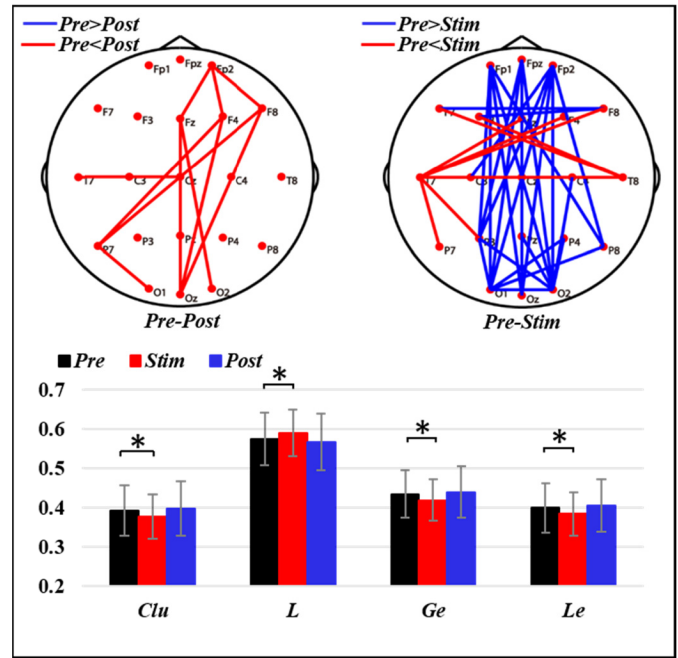 Pre>Post Pre>Stim
Pre<Post Pre<Stim
Fp1 Fpz Fp2 Fp1 Fpz Fp2
F7 F3 Fz F4 F8 F7 F8
T7 C3 Cz C4 T8 T7 C3 C4 T8
P7 P3 P4 P8 P7 P3 P4 P8
O1 Oz O2 O1 Oz O2
Pre-Post Pre-Stim
Pre Stim Post
0.7
0.6
0.5
0.4
0.3
0.2
* * * *
Clu L Ge Le